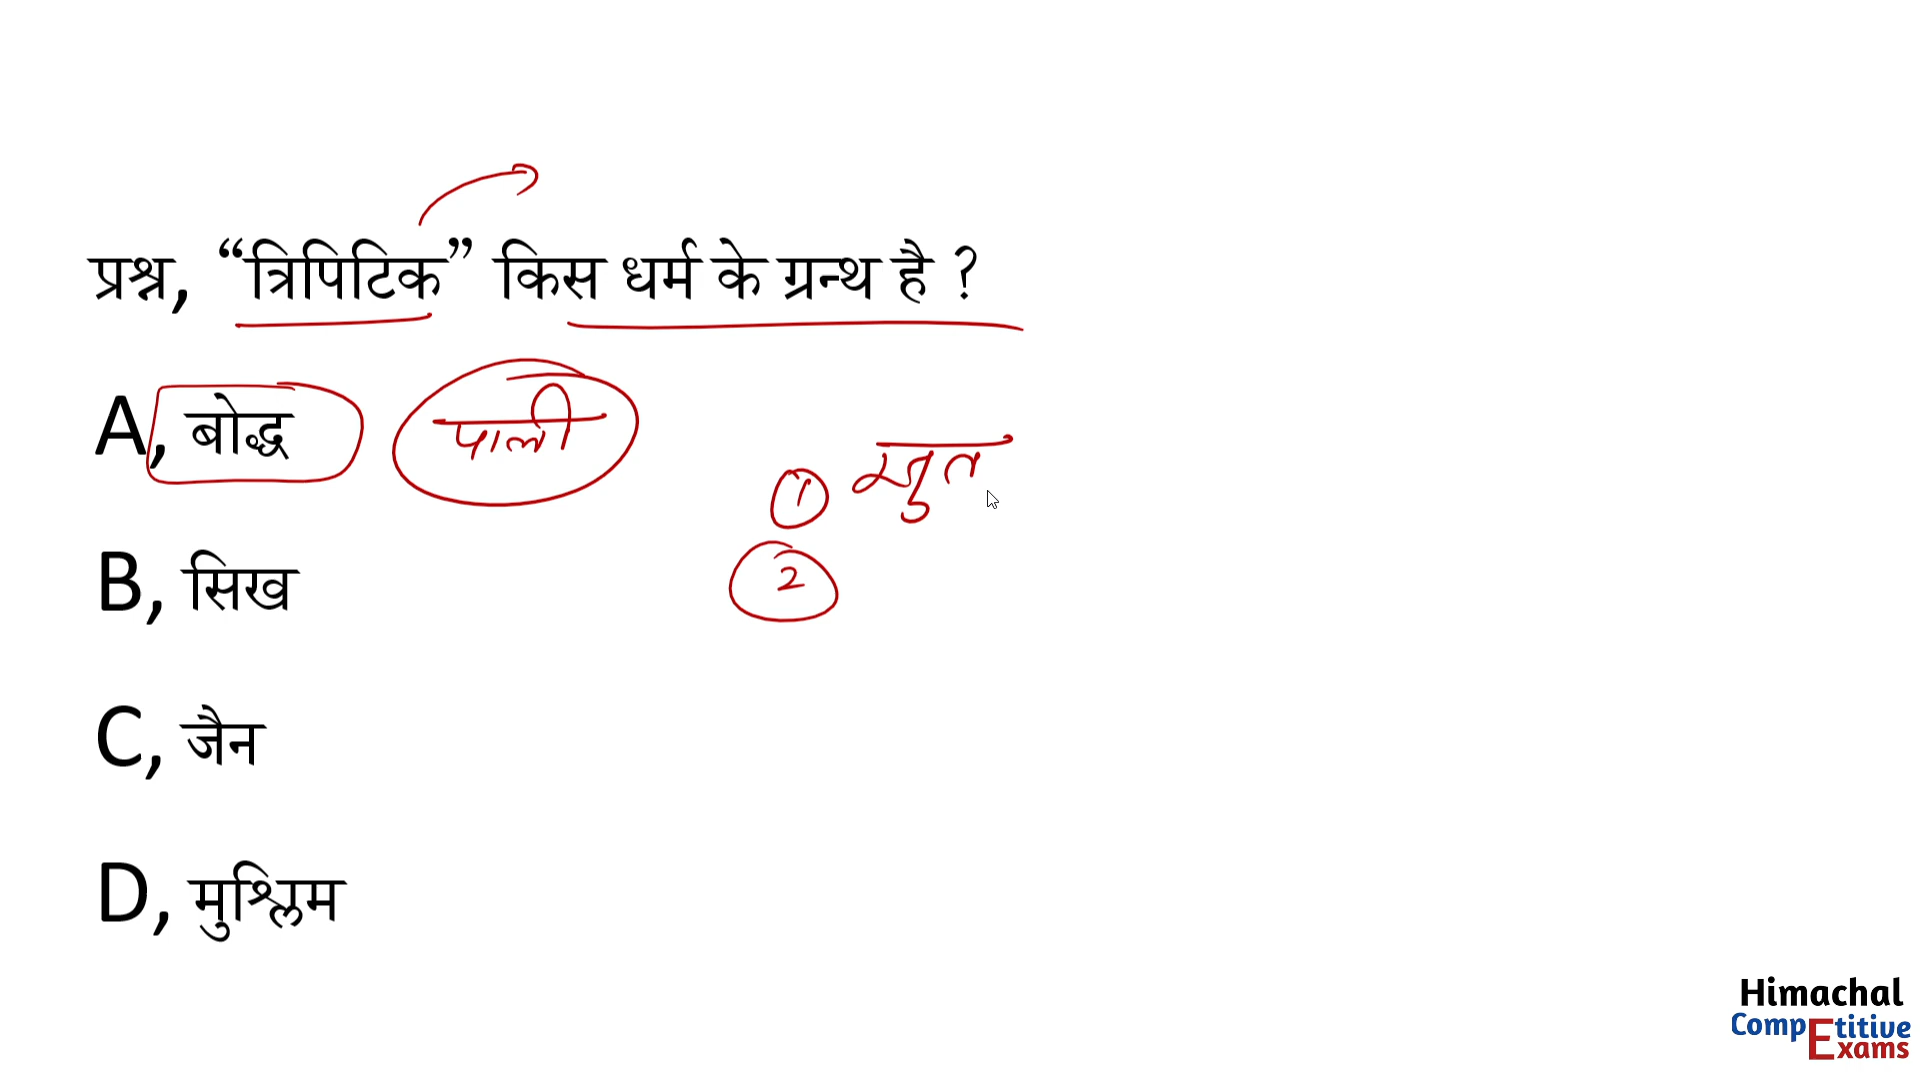 प्रश्न, “त्रिपिटिक” किस धर्म के ग्रन्थ है ?
A, बोद्ध पाली
1 सुत
2
B, सिख
C, जैन
D, मुश्लिम
Himachal
CompEtitive
Exams